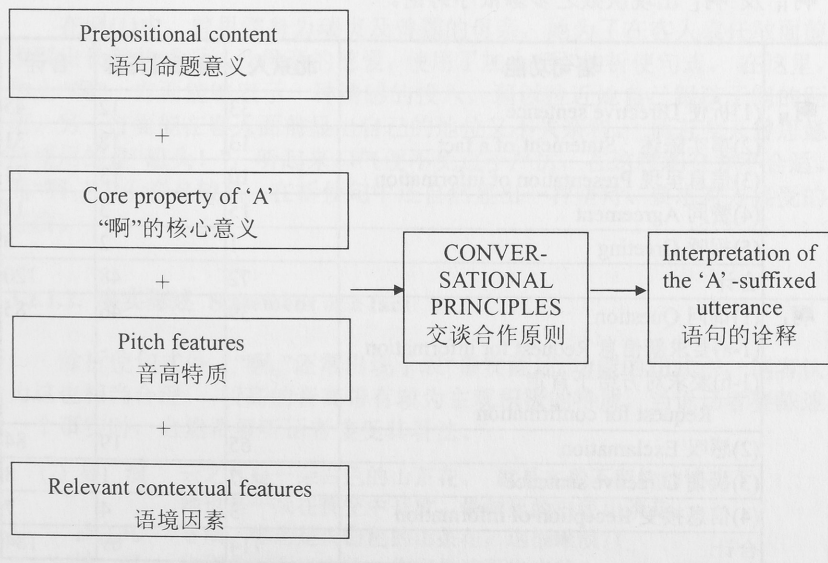 Prepositional content
语句命题意义
+
Core property of ‘A’
“啊”的核心意义
+
Pitch features
音高特质
+
Relevant contextual features
语境因素
CONVER-
SATIONAL
PRINCIPLES
交谈合作原则
Interpretation of
the ‘A’ -suffixed
utterance
语句的诠释